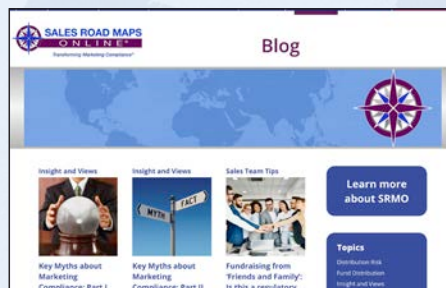 SALES ROAD MAPS
ONLINE®
Transforming Marketing Compliance™
Blog
Insight and Views
MYTH
FACT
Key Myths about
Marketing
Compliance: Part I
Insight and Views
Key Myths about
Marketing
Compliance: Part II
Sales Team Tips
Fundraising from
'Friends and Family':
Is this a regulatory
Learn more
about SRMO
Topics
Distribution Risk
Fund Distribution
Insight and Views